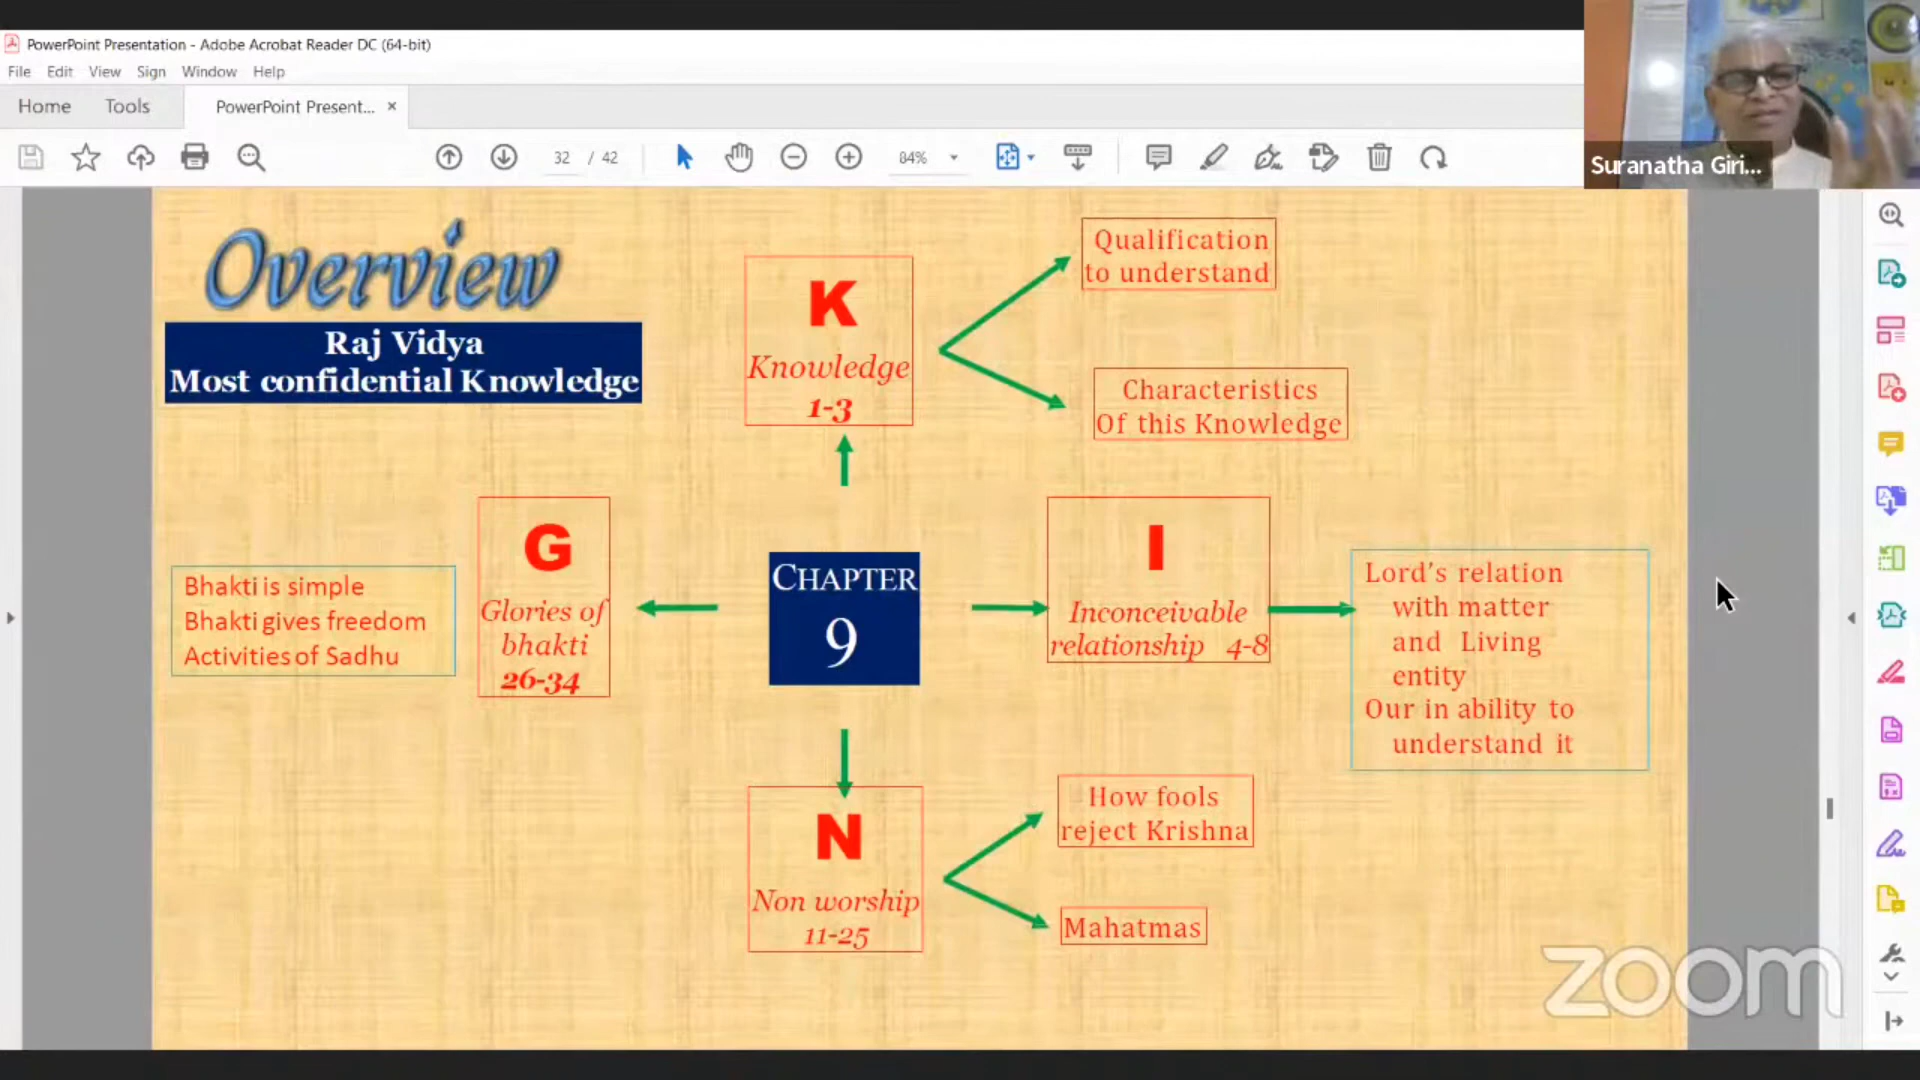 PowerPoint Presentation - Adobe Acrobat Reader DC (64-bit)
File Edit View Sign Window Help
Home Tools PowerPoint Present... ×
32 / 42
84%
Suranatha Giri...
Overview
Raj Vidya
Most confidential Knowledge
K
Knowledge
1-3
Qualification
to understand
Characteristics
Of this Knowledge
G
Glories of
bhakti
26-34
Bhakti is simple
Bhakti gives freedom
Activities of Sadhu
CHAPTER
9
I
Inconceivable
relationship 4-8
Lord's relation
with matter
and Living
entity
Our in ability to
understand it
N
Non worship
11-25
How fools
reject Krishna
Mahatmas
zoom